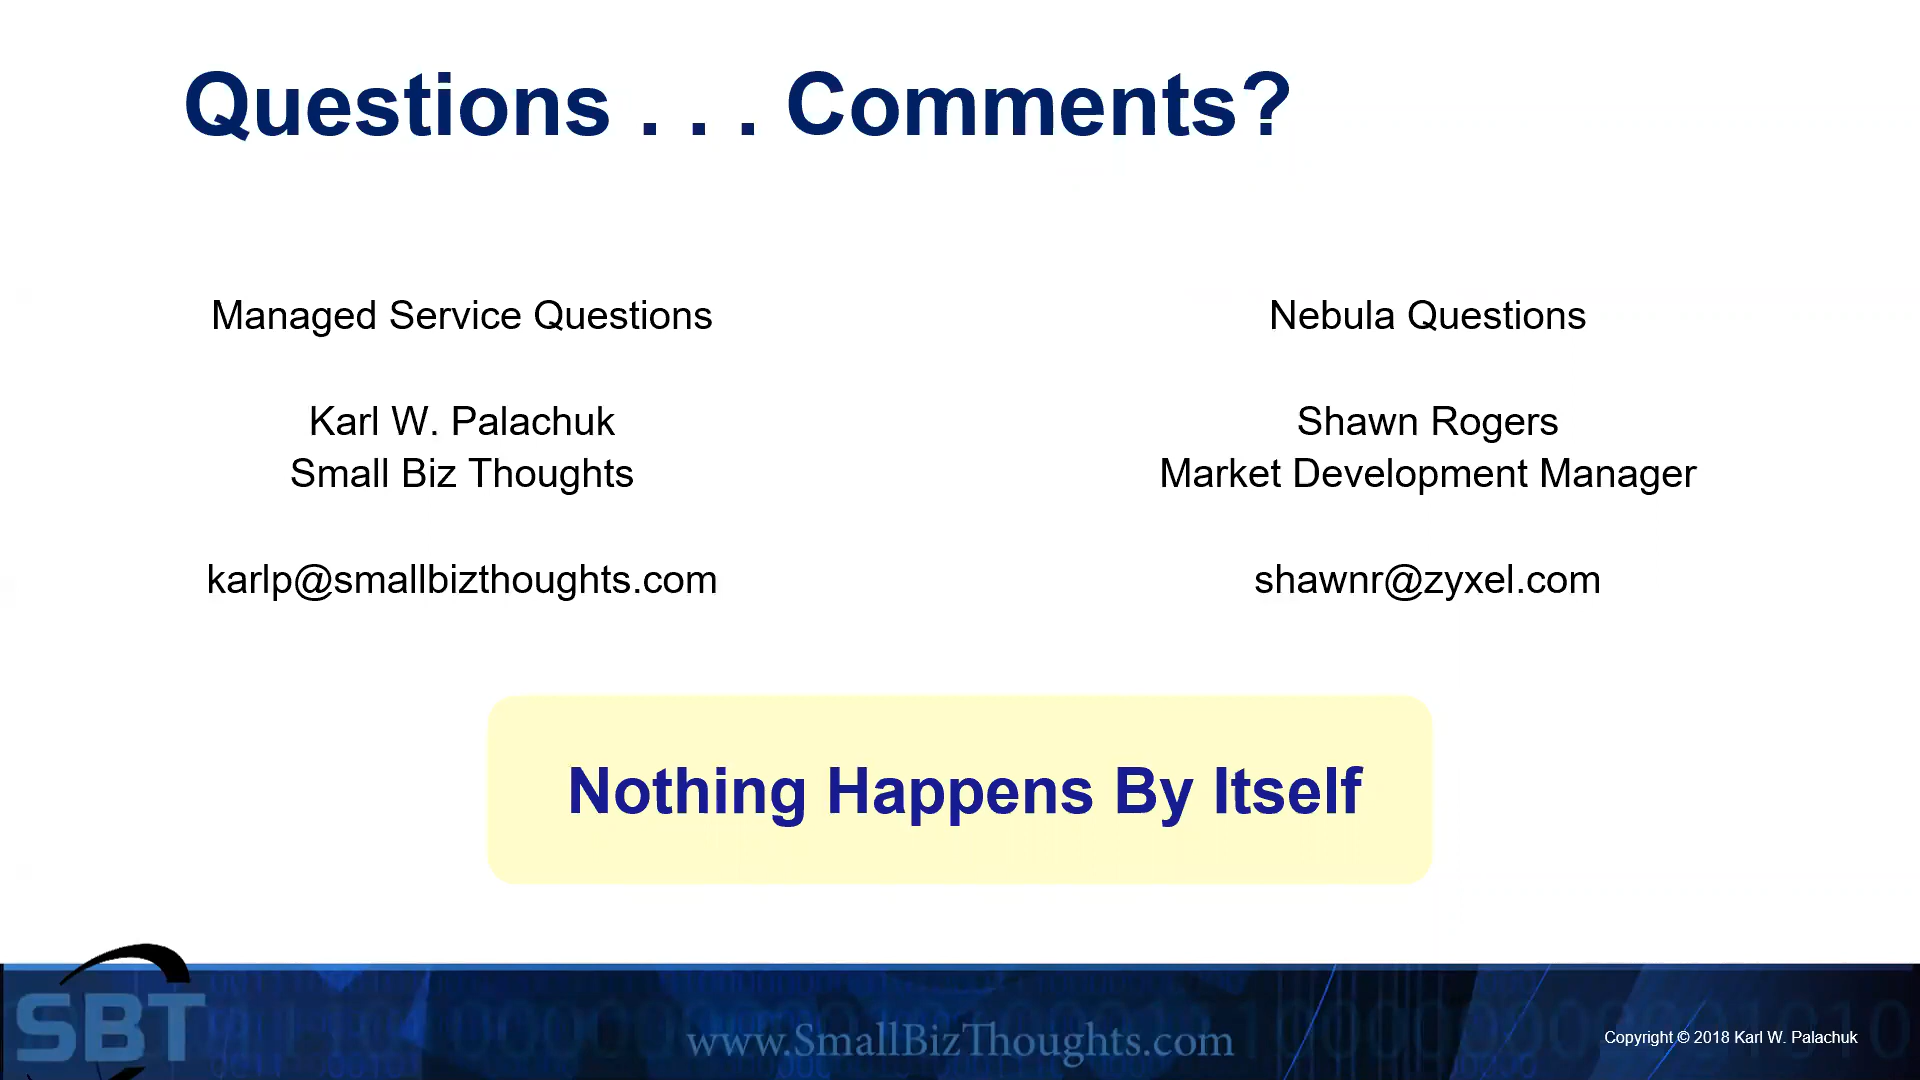 Questions . . . Comments?
Managed Service Questions
Karl W. Palachuk
Small Biz Thoughts
karlp@smallbizthoughts.com
Nebula Questions
Shawn Rogers
Market Development Manager
shawnr@zyxel.com
Nothing Happens By Itself
SBT
www.SmallBizThoughts.com
Copyright © 2018 Karl W. Palachuk